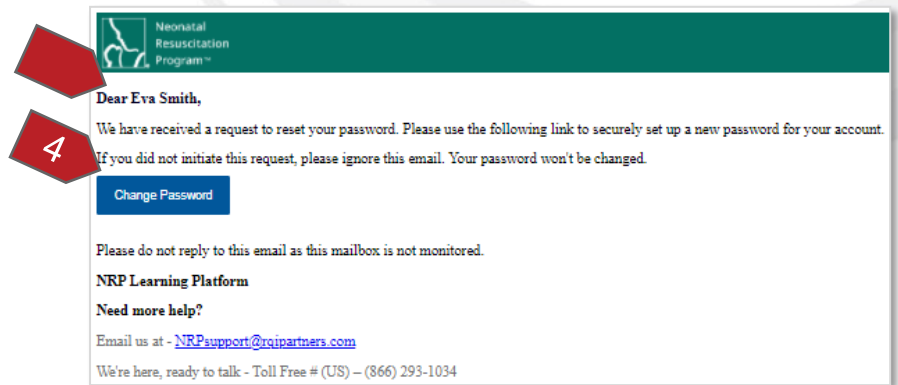 Neonatal
Resuscitation
Program™
Dear Eva Smith,
We have received a request to reset your password. Please use the following link to securely set up a new password for your account.
4
If you did not initiate this request, please ignore this email. Your password won't be changed.
Change Password
Please do not reply to this email as this mailbox is not monitored.
NRP Learning Platform
Need more help?
Email us at - NRPsupport@rqipartners.com
We're here, ready to talk - Toll Free # (US) – (866) 293-1034